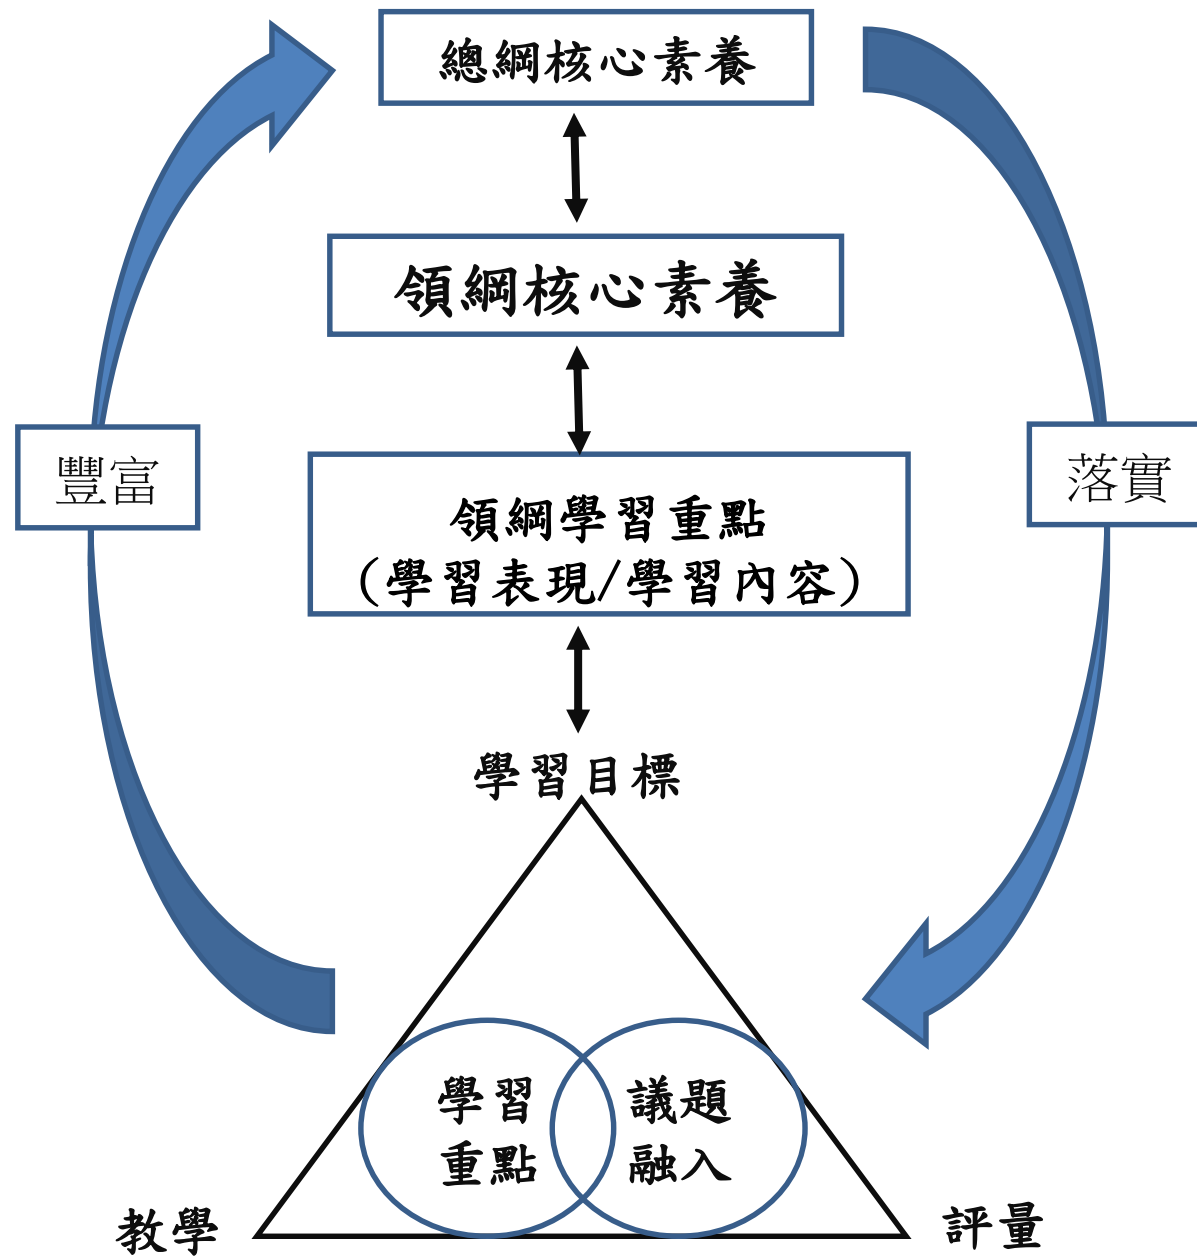 總綱核心素養
領綱核心素養
豐富
落實
領綱學習重點
(學習表現/學習內容)
學習目標
學習
重點
議題
融入
教學
評量